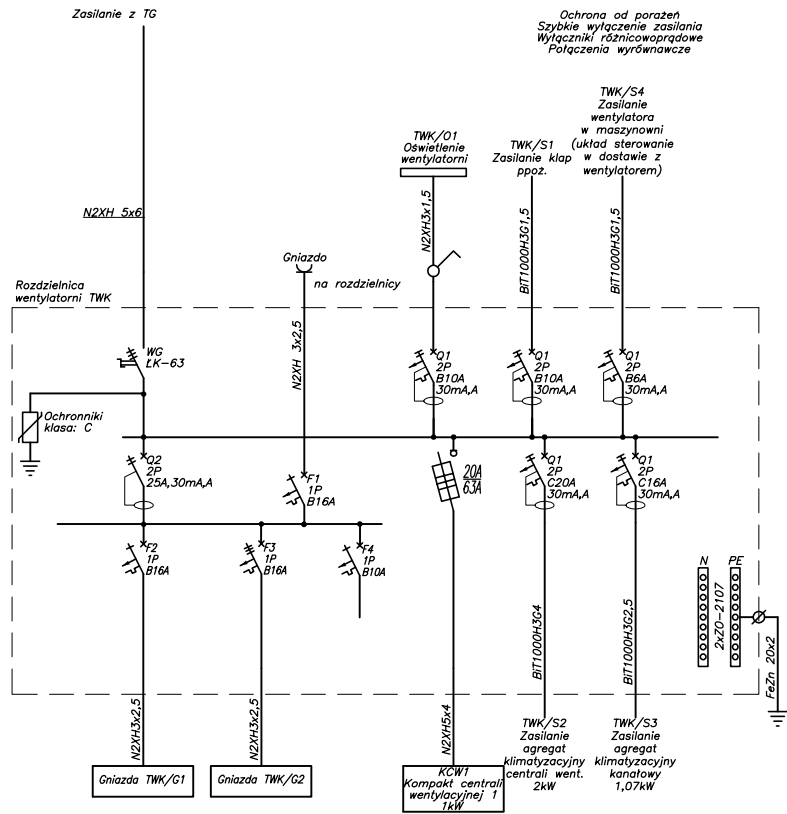 Zasilanie z TG
Ochrona od porażeń
Szybkie wyłączenie zasilania
Wyłączniki różnicowoprądowe
Połączenia wyrównawcze
TWK/S4
Zasilanie
wentylatora
w maszynowni
(układ sterowanie
w dostawie z
wentylatorem)
TWK/O1
Oświetlenie
wentylatorni
TWK/S1
Zasilanie klap
ppoż.
N2XH 5x6
N2XH3x1,5
BiT1000H3G1,5
BiT1000H3G1,5
Gniazdo
na rozdzielnicy
Rozdzielnica
wentylatorni TWK
N2XH 3x2,5
WG
ŁK-63
Q1
2P
B10A
30mA,A
Q1
2P
B10A
30mA,A
Q1
2P
B6A
30mA,A
Ochronniki
klasa: C
Q2
2P
25A,30mA,A
F1
1P
B16A
20A
63A
Q1
2P
C20A
30mA,A
Q1
2P
C16A
30mA,A
F2
1P
B16A
F3
1P
B16A
F4
1P
B10A
N
PE
2xZO-2107
FeZn 20x2
BiT1000H3G4
BiT1000H3G2,5
N2XH3x2,5
N2XH3x2,5
N2XH5x4
Gniazda TWK/G1
Gniazda TWK/G2
KCW1
Kompakt centrali
wentylacyjnej 1
1kW
TWK/S2
Zasilanie
agregat
klimatyzacyjny
centrali went.
2kW
TWK/S3
Zasilanie
agregat
klimatyzacyjny
kanałowy
1,07kW